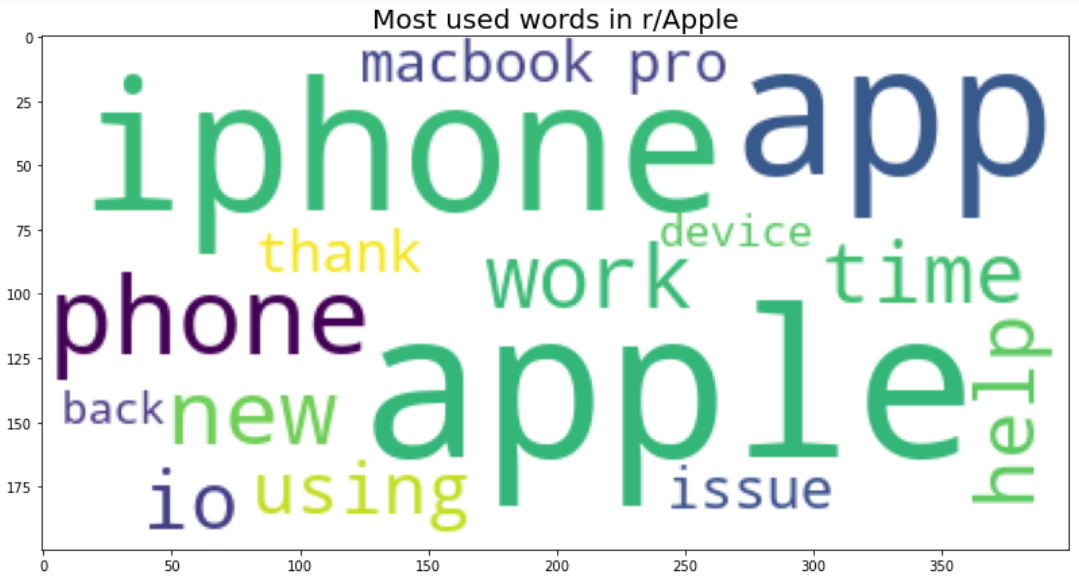 Most used words in r/Apple
0
25
50
75
100
125
150
175
macbook pro
iphone
app
thank
device
work
time
phone
apple
help
back
new
io
using
issue
0 50 100 150 200 250 300 350